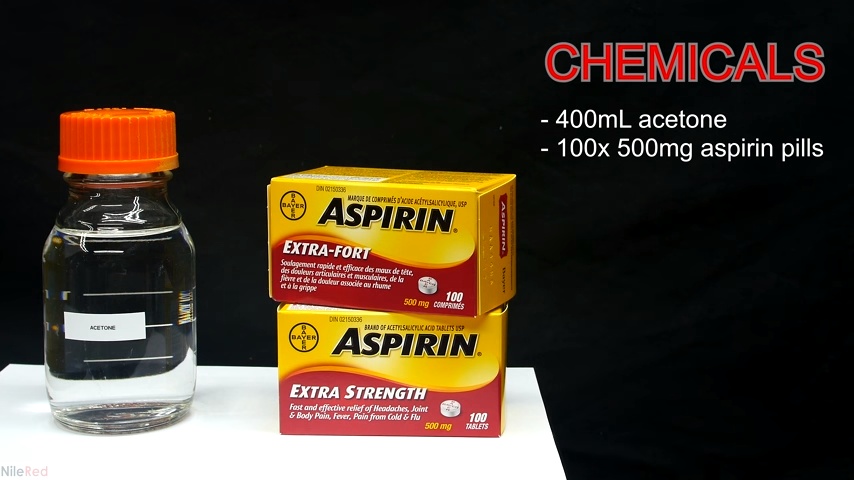 CHEMICALS
- 400mL acetone
- 100x 500mg aspirin pills
ACETONE
DIN 02150336
MARQUE DE COMPRIMÉS D'ACIDE ACÉTYLSALICYLIQUE, USP
BAYER
BAYER
ASPIRIN®
EXTRA-FORT
Soulagement rapide et efficace des maux de tête,
des douleurs articulaires et musculaires, de la
fièvre et de la douleur associée au rhume
et à la grippe
500 mg
100
COMPRIMÉS
ASPIRIN
DIN 02150336
BRAND OF ACETYLSALICYLIC ACID TABLETS USP
BAYER
BAYER
ASPIRIN®
EXTRA STRENGTH
Fast and effective relief of Headaches, Joint
& Body Pain, Fever, Pain from Cold & Flu
500 mg
100
TABLETS
NileRed